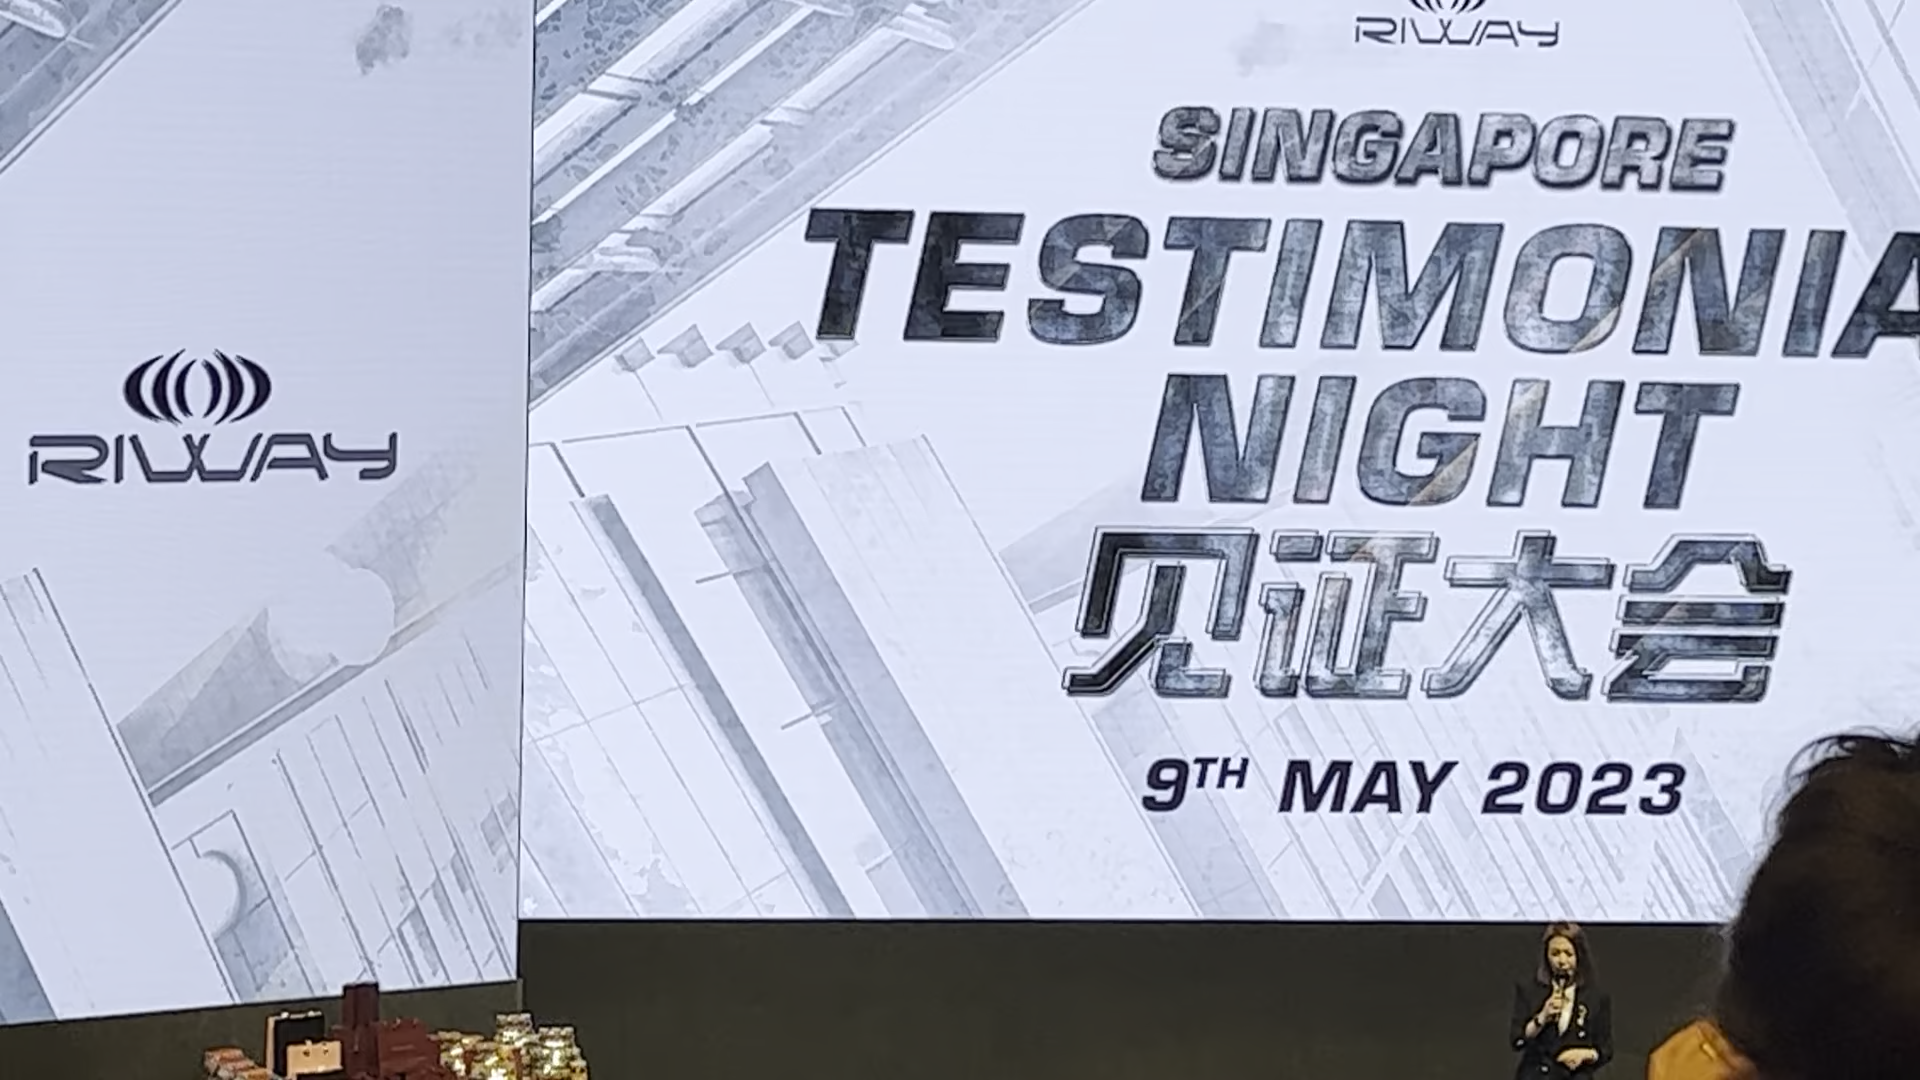 RIWAY
RIWAY
SINGAPORE
TESTIMONIA
NIGHT
见证大会
9TH MAY 2023